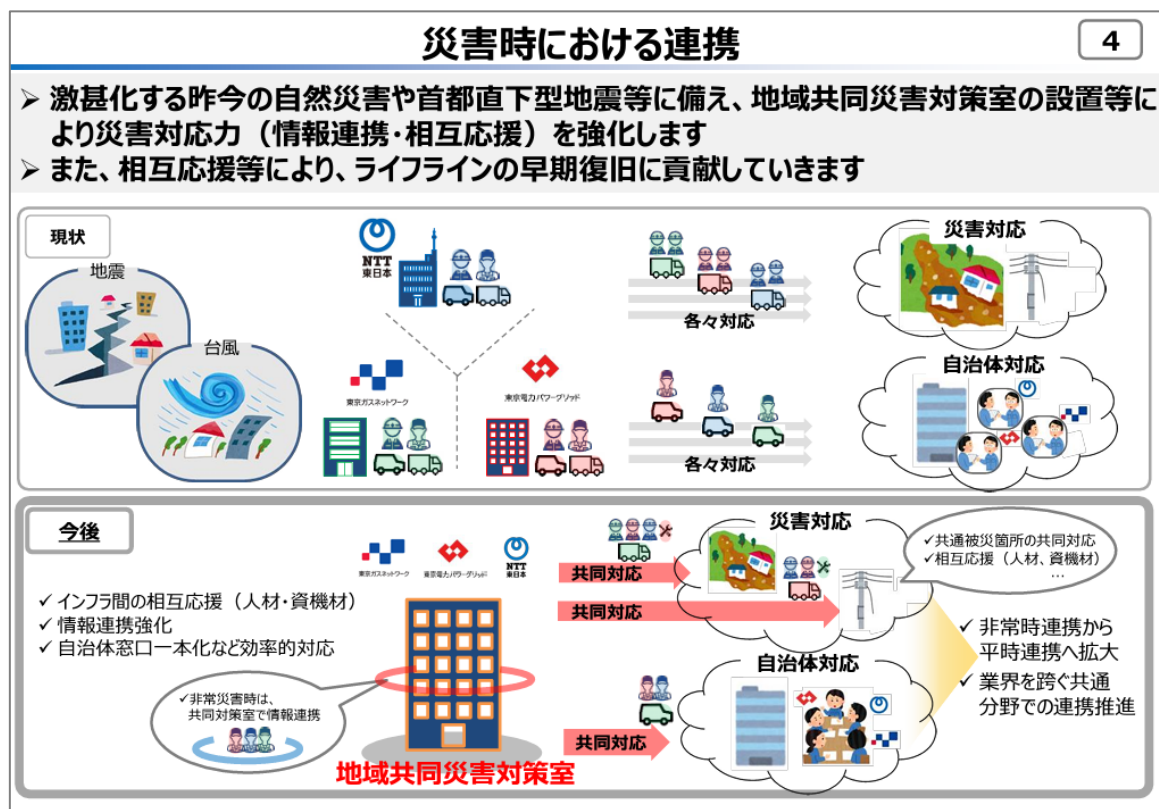 災害時における連携
4
➢ 激甚化する昨今の自然災害や首都直下型地震等に備え、地域共同災害対策室の設置等に
より災害対応力（情報連携・相互応援）を強化します
➢ また、相互応援等により、ライフラインの早期復旧に貢献していきます
現状
地震
台風
NTT
東日本
東京ガスネットワーク
東京電力パワーグリッド
各々対応
各々対応
災害対応
自治体対応
今後
✓インフラ間の相互応援（人材・資機材）
✓情報連携強化
✓自治体窓口一本化など効率的対応
✓非常災害時は、
共同対策室で情報連携
東京ガスネットワーク
東京電力パワーグリッド
NTT
東日本
地域共同災害対策室
共同対応
共同対応
共同対応
災害対応
自治体対応
✓共通被災箇所の共同対応
✓相互応援（人材、資機材）
…
✓非常時連携から
平時連携へ拡大
✓業界を跨ぐ共通
分野での連携推進